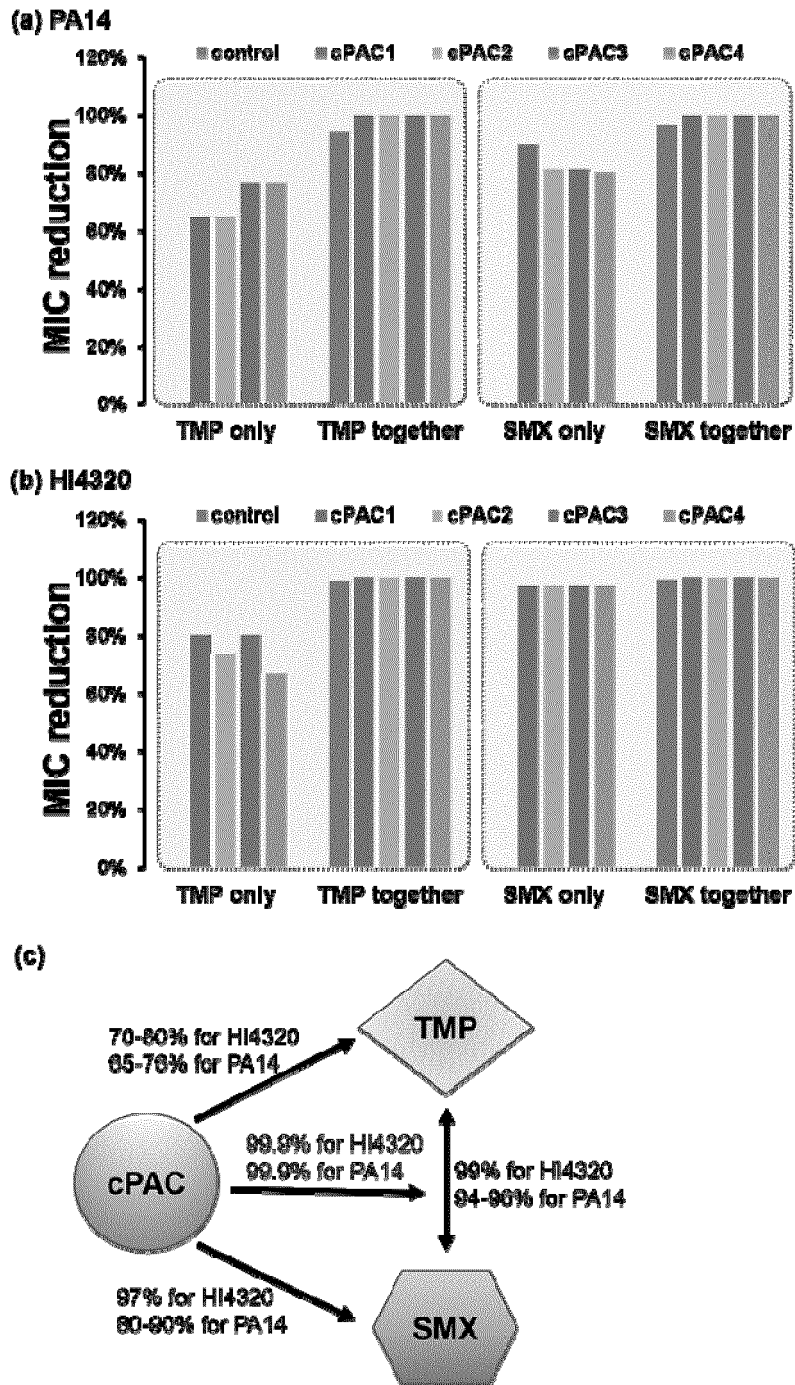 (a) PA14
control cPAC1 cPAC2 cPAC3 cPAC4
120%
100%
80%
60%
40%
20%
0%
MIC reduction
TMP only TMP together SMX only SMX together
(b) HI4320
control cPAC1 cPAC2 cPAC3 cPAC4
120%
100%
80%
60%
40%
20%
0%
MIC reduction
TMP only TMP together SMX only SMX together
(c)
TMP
70-80% for HI4320
65-76% for PA14
cPAC
99.9% for HI4320
99.9% for PA14
99% for HI4320
for PA14
97% for HI4320
80-90% for PA14
SMX